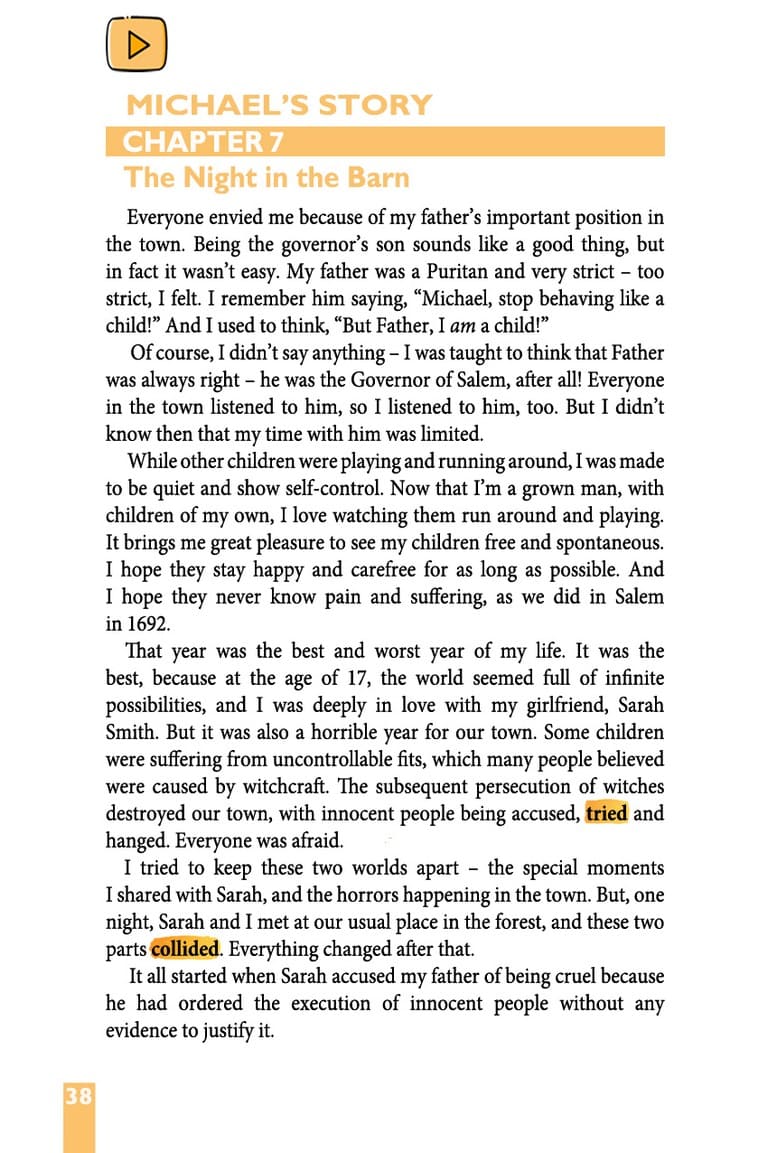 MICHAEL’S STORY
CHAPTER 7
The Night in the Barn
Everyone envied me because of my father’s important position in
the town. Being the governor’s son sounds like a good thing, but
in fact it wasn’t easy. My father was a Puritan and very strict – too
strict, I felt. I remember him saying, “Michael, stop behaving like a
child!” And I used to think, “But Father, I am a child!”
Of course, I didn’t say anything – I was taught to think that Father
was always right – he was the Governor of Salem, after all! Everyone
in the town listened to him, so I listened to him, too. But I didn’t
know then that my time with him was limited.
While other children were playing and running around, I was made
to be quiet and show self-control. Now that I’m a grown man, with
children of my own, I love watching them run around and playing.
It brings me great pleasure to see my children free and spontaneous.
I hope they stay happy and carefree for as long as possible. And
I hope they never know pain and suffering, as we did in Salem
in 1692.
That year was the best and worst year of my life. It was the
best, because at the age of 17, the world seemed full of infinite
possibilities, and I was deeply in love with my girlfriend, Sarah
Smith. But it was also a horrible year for our town. Some children
were suffering from uncontrollable fits, which many people believed
were caused by witchcraft. The subsequent persecution of witches
destroyed our town, with innocent people being accused, tried and
hanged. Everyone was afraid.
I tried to keep these two worlds apart – the special moments
I shared with Sarah, and the horrors happening in the town. But, one
night, Sarah and I met at our usual place in the forest, and these two
parts collided. Everything changed after that.
It all started when Sarah accused my father of being cruel because
he had ordered the execution of innocent people without any
evidence to justify it.
38